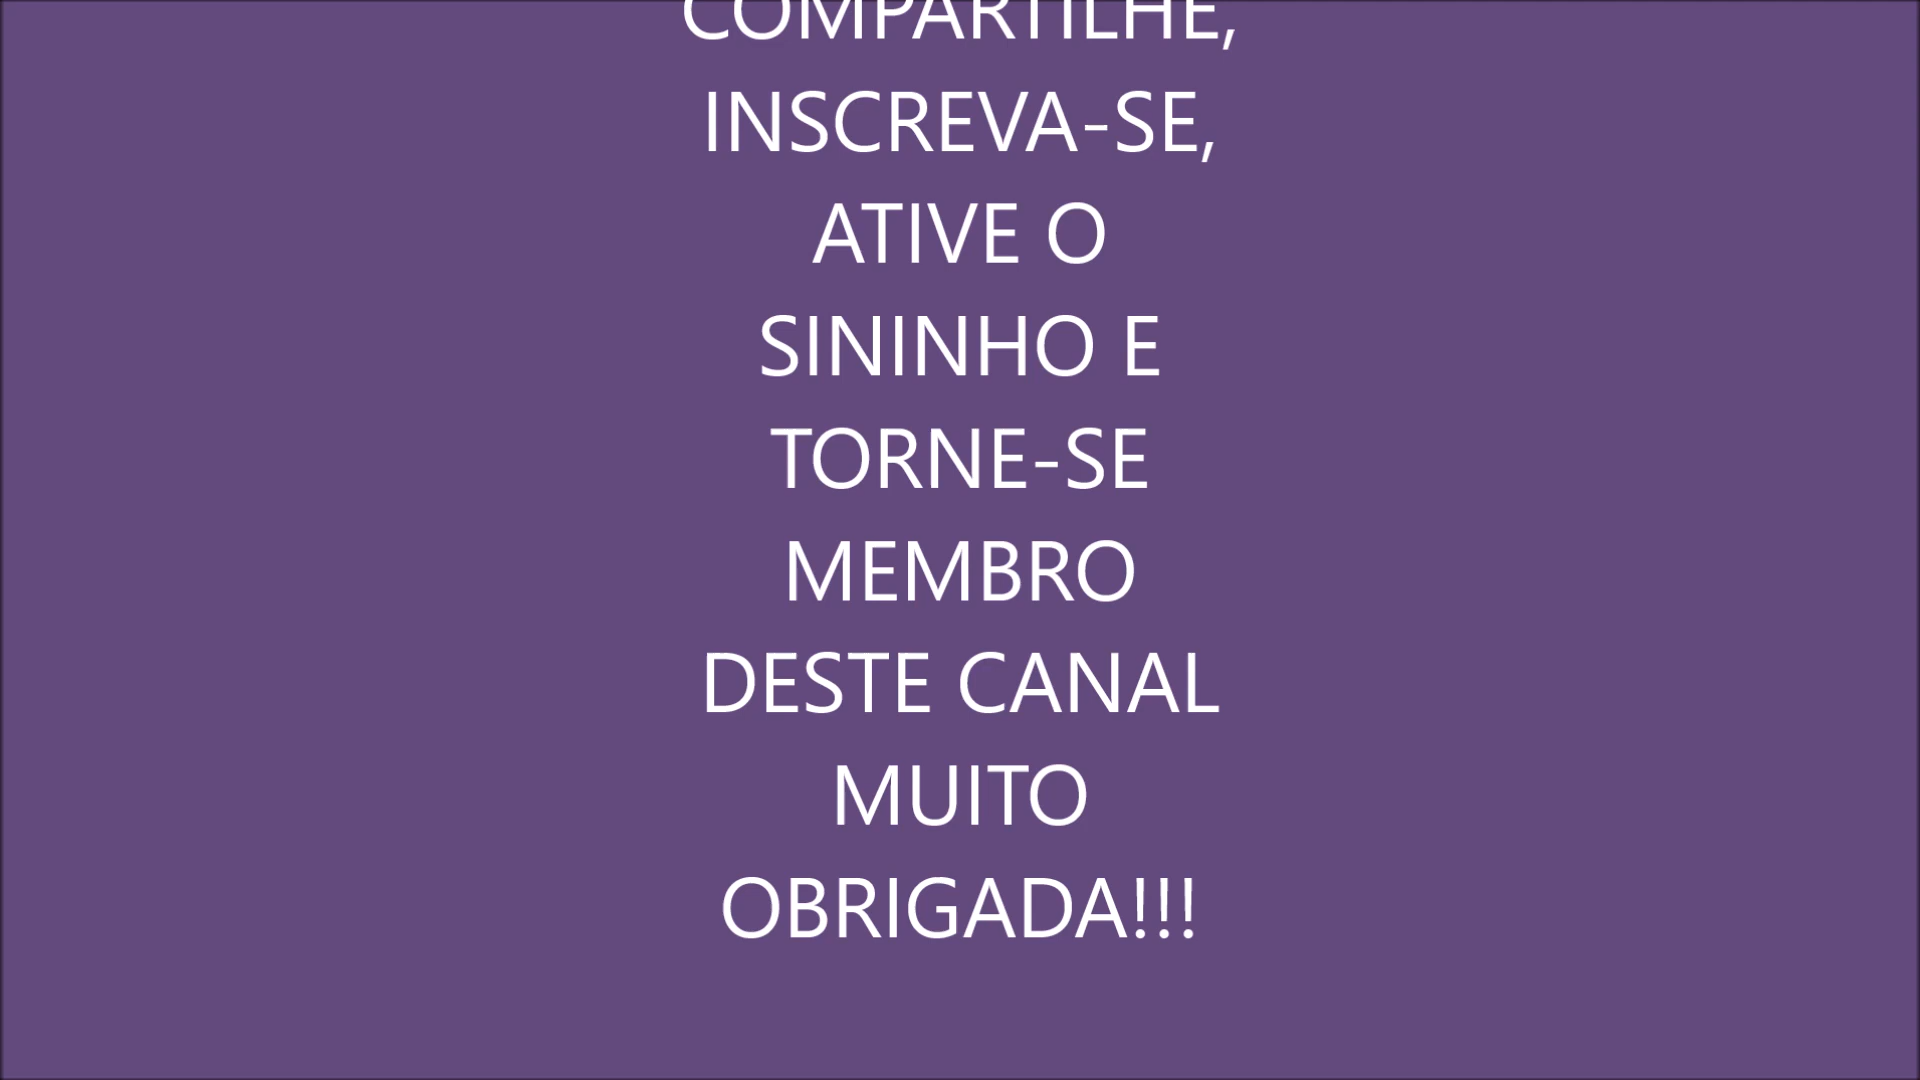 COMPARTILHE,
INSCREVA-SE,
ATIVE O
SININHO E
TORNE-SE
MEMBRO
DESTE CANAL
MUITO
OBRIGADA!!!